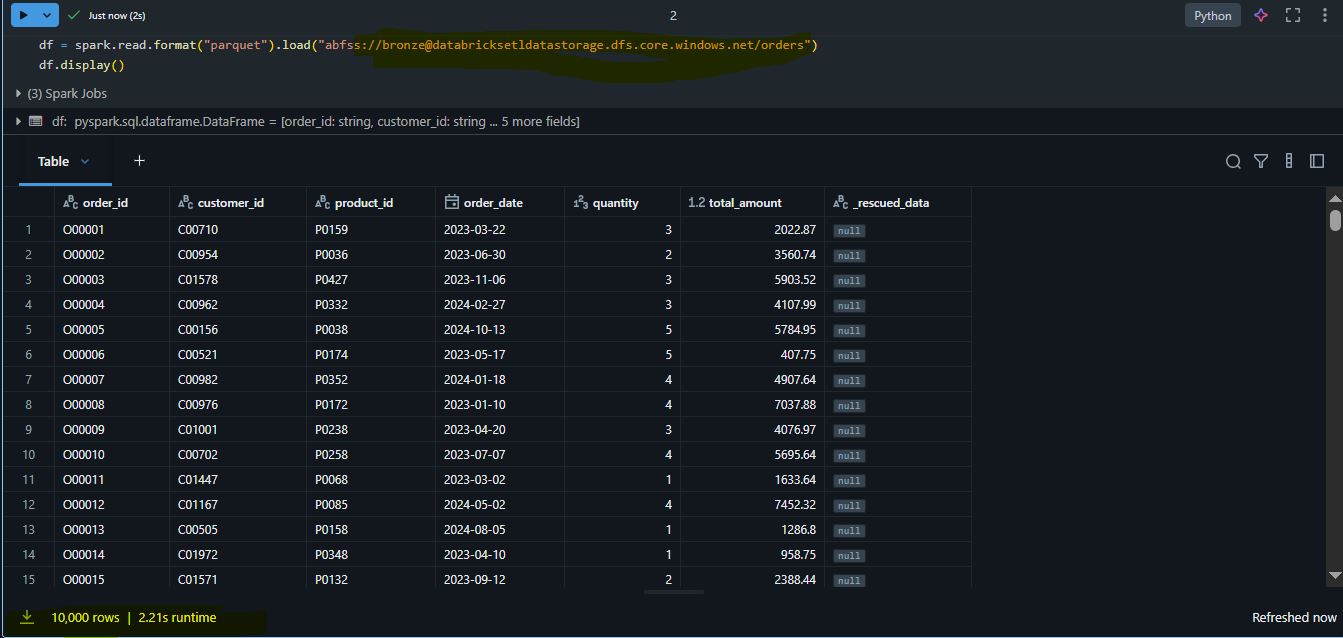 Just now (2s)
2
Python
df = spark.read.format("parquet").load("abfss://bronze@databricksetldatastorage.dfs.core.windows.net/orders")
df.display()
(3) Spark Jobs
df: pyspark.sql.dataframe.DataFrame = [order_id: string, customer_id: string ... 5 more fields]
Table
order_id customer_id product_id order_date quantity 1.2 total_amount _rescued_data
1 O00001 C00710 P0159 2023-03-22 3 2022.87 null
2 O00002 C00954 P0036 2023-06-30 2 3560.74 null
3 O00003 C01578 P0427 2023-11-06 3 5903.52 null
4 O00004 C00962 P0332 2024-02-27 3 4107.99 null
5 O00005 C00156 P0038 2024-10-13 5 5784.95 null
6 O00006 C00521 P0174 2023-05-17 5 407.75 null
7 O00007 C00982 P0352 2024-01-18 4 4907.64 null
8 O00008 C00976 P0172 2023-01-10 4 7037.88 null
9 O00009 C01001 P0238 2023-04-20 3 4076.97 null
10 O00010 C00702 P0258 2023-07-07 4 5695.64 null
11 O00011 C01447 P0068 2023-03-02 1 1633.64 null
12 O00012 C01167 P0085 2024-05-02 4 7452.32 null
13 O00013 C00505 P0158 2024-08-05 1 1286.8 null
14 O00014 C01972 P0348 2023-04-10 1 958.75 null
15 O00015 C01571 P0132 2023-09-12 2 2388.44 null
10,000 rows | 2.21s runtime
Refreshed now